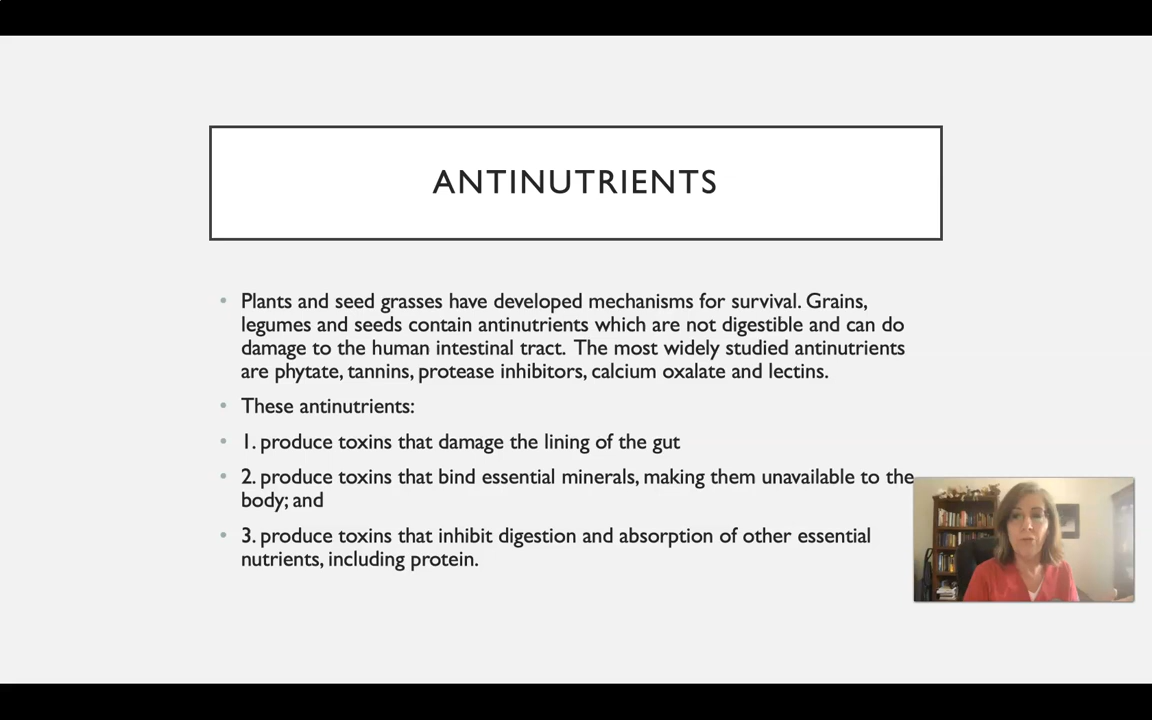 ANTINUTRIENTS
• Plants and seed grasses have developed mechanisms for survival. Grains,
legumes and seeds contain antinutrients which are not digestible and can do
damage to the human intestinal tract. The most widely studied antinutrients
are phytate, tannins, protease inhibitors, calcium oxalate and lectins.
• These antinutrients:
• 1. produce toxins that damage the lining of the gut
• 2. produce toxins that bind essential minerals, making them unavailable to the
body; and
• 3. produce toxins that inhibit digestion and absorption of other essential
nutrients, including protein.